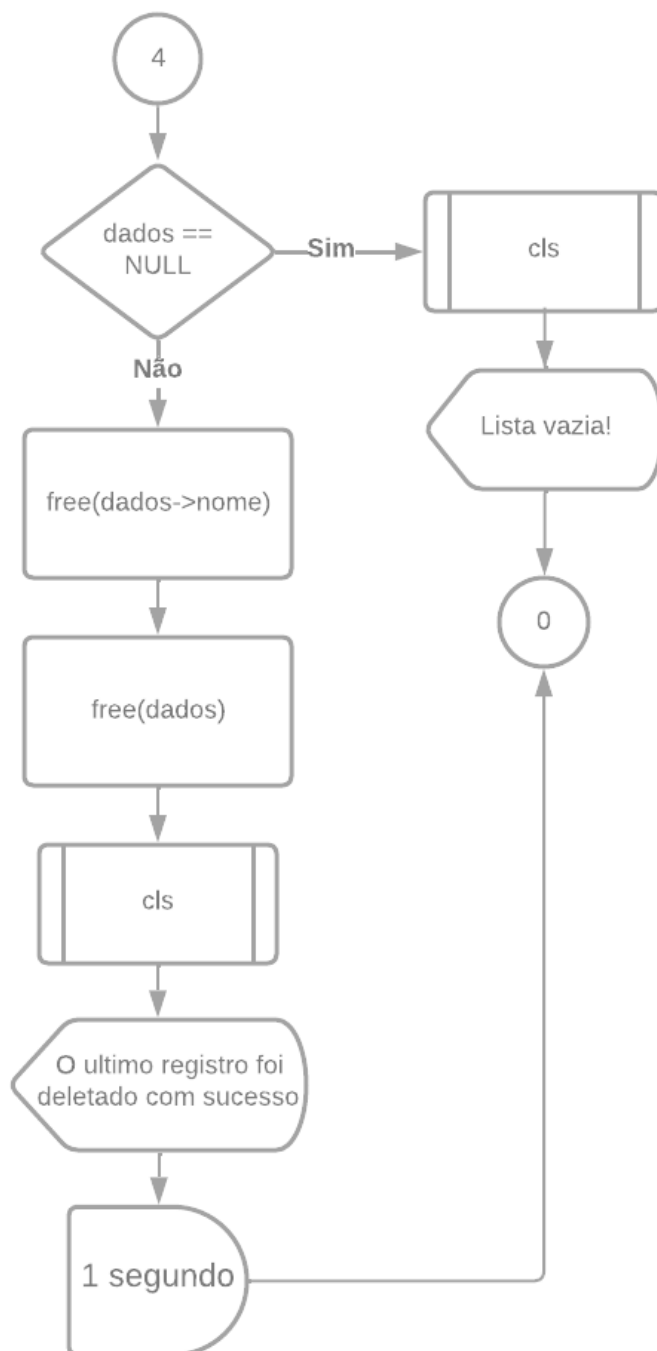 4
dados ==
NULL
Sim
cls
Não
Lista vazia!
free(dados->nome)
0
free(dados)
cls
O ultimo registro foi
deletado com sucesso
1 segundo